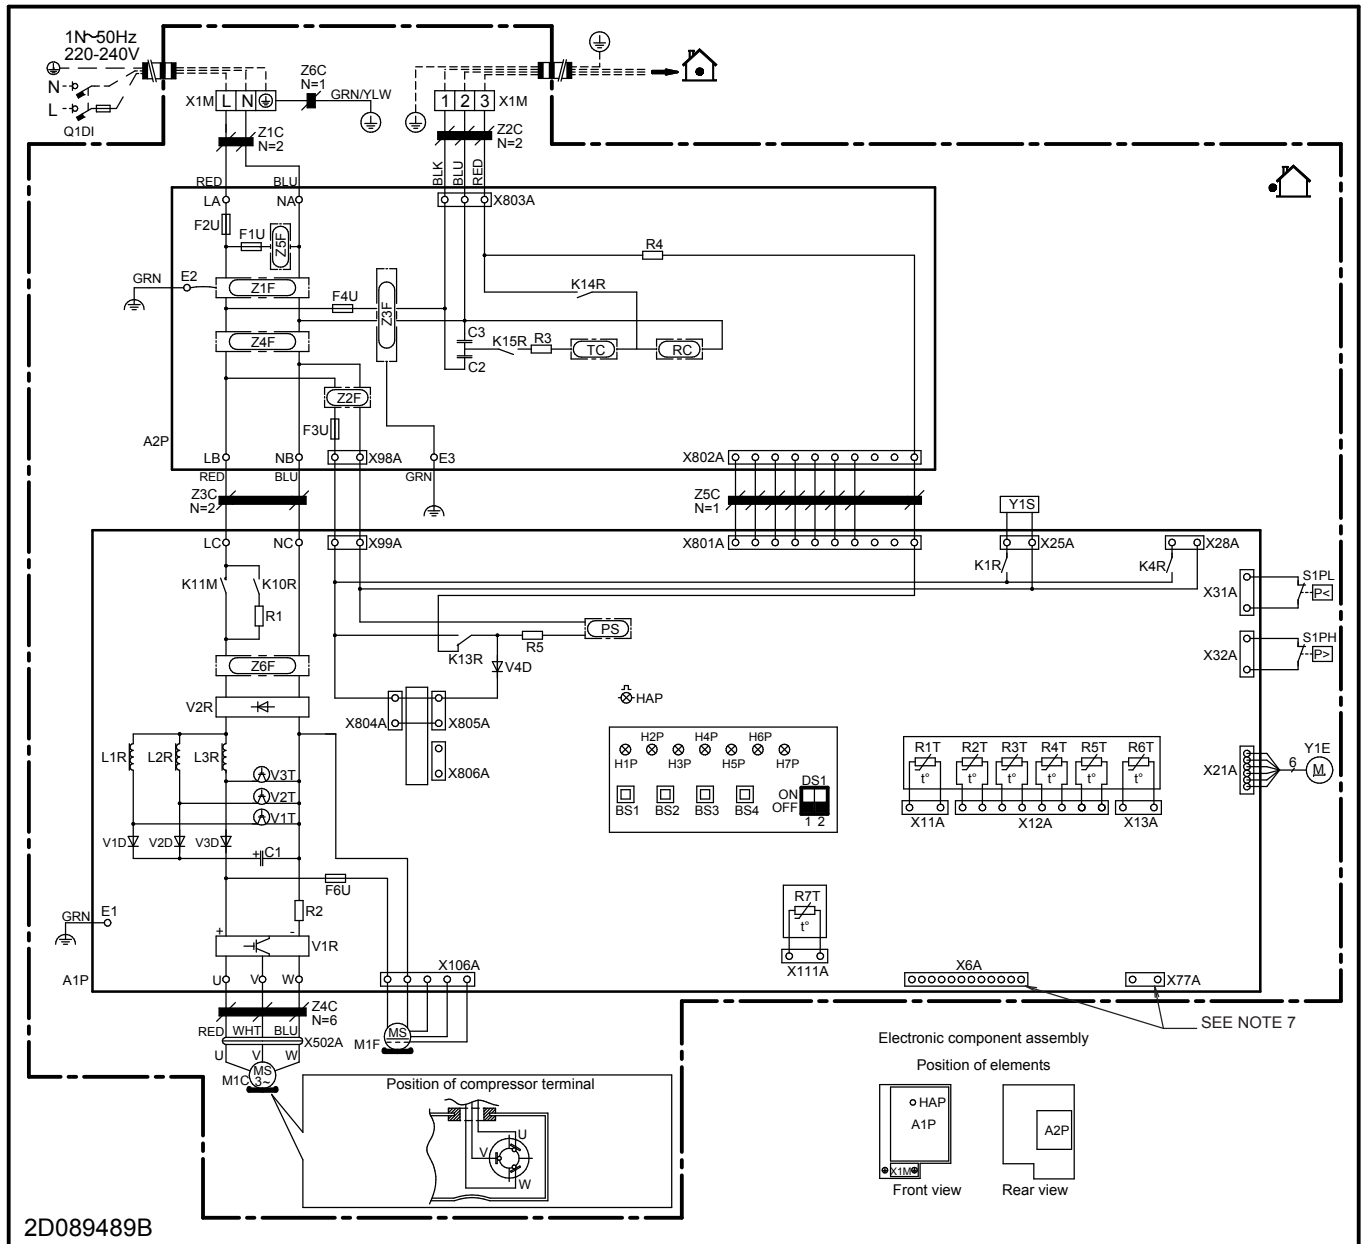 1N~50Hz
220-240V
N
L
Q1DI
X1M L N
Z6C
N=1
GRN/YLW
1 2 3 X1M
Z1C
N=2
Z2C
N=2
RED BLU
BLK BLU RED
LA NA
X803A
F2U F1U Z5F
R4
GRN E2
Z1F
F4U
Z3F
K14R
Z4F
C3
C2
K15R R3 TC RC
Z2F
F3U
A2P
LB NB X98A E3
X802A
RED BLU GRN
Z3C
N=2
Z5C
N=1
Y1S
LC NC X99A
X801A
X25A X28A
K11M K10R
R1
K1R K4R
X31A S1PL P<
X32A S1PH P>
PS
R5
K13R V4D
Z6F
V2R
HAP
X804A X805A
X806A
L1R L2R L3R
V3T
V2T
V1T
V1D V2D V3D
+ C1
H2P H4P H6P
H1P H3P H5P H7P
DS1
ON
OFF
1 2
BS1 BS2 BS3 BS4
R1T R2T R3T R4T R5T R6T
t° t° t° t° t° t°
X11A X12A X13A
X21A 6 Y1E
M
F6U
R2
GRN E1
+ -
V1R
R7T
t°
X111A
A1P
U V W
X106A
X6A
X77A
SEE NOTE 7
Z4C
N=6
RED WHT BLU
X502A
U V W
M1C MS
3~
M1F MS
Position of compressor terminal
U
V
W
Electronic component assembly
Position of elements
HAP
A1P
X1M
A2P
Front view Rear view
2D089489B